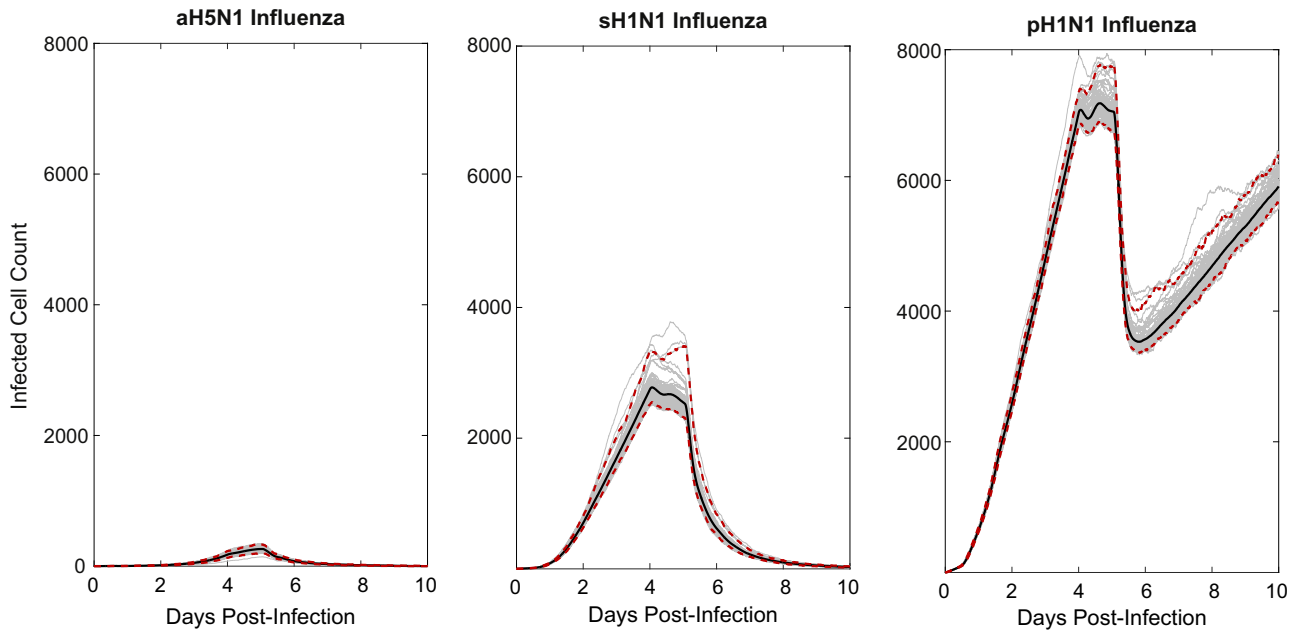 aH5N1 Influenza
sH1N1 Influenza
pH1N1 Influenza
Infected Cell Count
8000
6000
4000
2000
0
0 2 4 6 8 10
Days Post-Infection
8000
6000
4000
2000
0 2 4 6 8 10
Days Post-Infection
8000
6000
4000
2000
0 2 4 6 8 10
Days Post-Infection